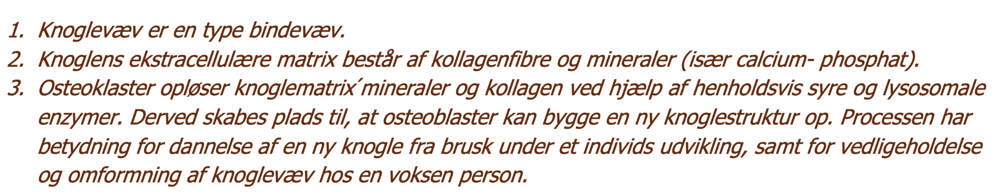 1. Knoglevæv er en type bindevæv.
2. Knoglens ekstracellulære matrix består af kollagenfibre og mineraler (især calcium- phosphat).
3. Osteoklaster opløser knoglematrix´mineraler og kollagen ved hjælp af henholdsvis syre og lysosomale
enzymer. Derved skabes plads til, at osteoblaster kan bygge en ny knoglestruktur op. Processen har
betydning for dannelse af en ny knogle fra brusk under et individs udvikling, samt for vedligeholdelse
og omformning af knoglevæv hos en voksen person.